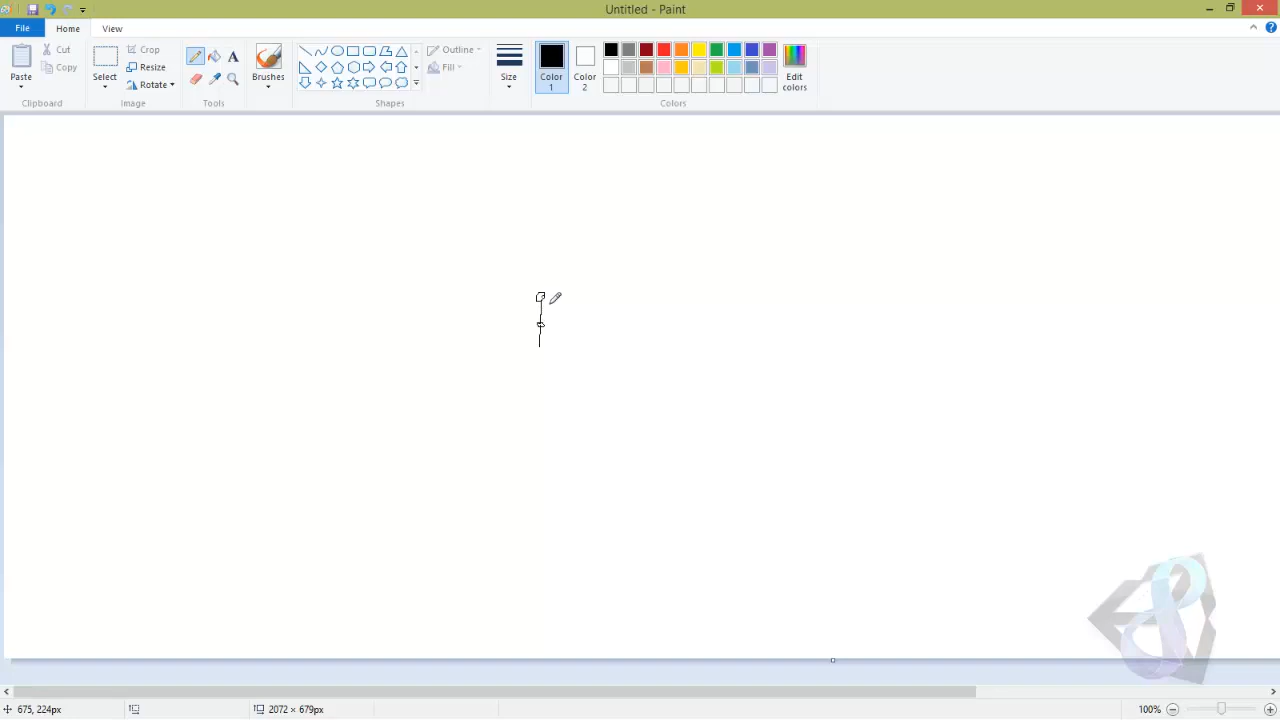 Untitled - Paint
File Home View
Paste
Cut
Copy
Clipboard
Select
Crop
Resize
Rotate
Image
A
Tools
Brushes
Shapes
Outline
Fill
Size
Color 1
Color 2
Edit colors
Colors
675, 224px
2072 × 679px
100%